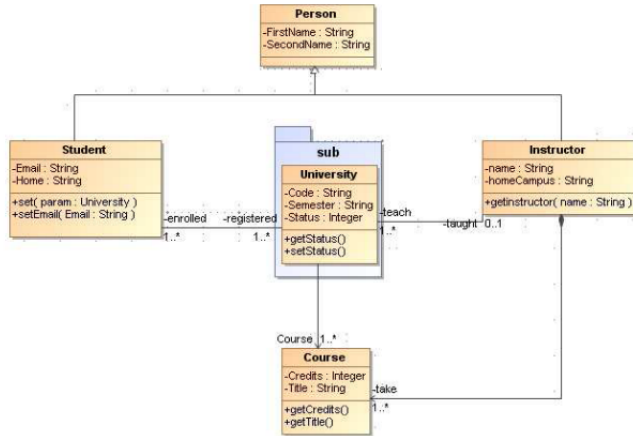 Person
-FirstName : String
-SecondName : String
Student
-Email : String
-Home : String
+set( param : University )
+setEmail( Email : String )
sub
University
-Code : String
-Semester : String
-Status : Integer
+getStatus()
+setStatus()
Instructor
-name : String
-homeCampus : String
+getinstructor( name : String )
-enrolled
1..*
-registered
1..*
-teach
1..*
-taught
0..1
Course
1..*
Course
-Credits : Integer
-Title : String
+getCredits()
+getTitle()
-take
1..*